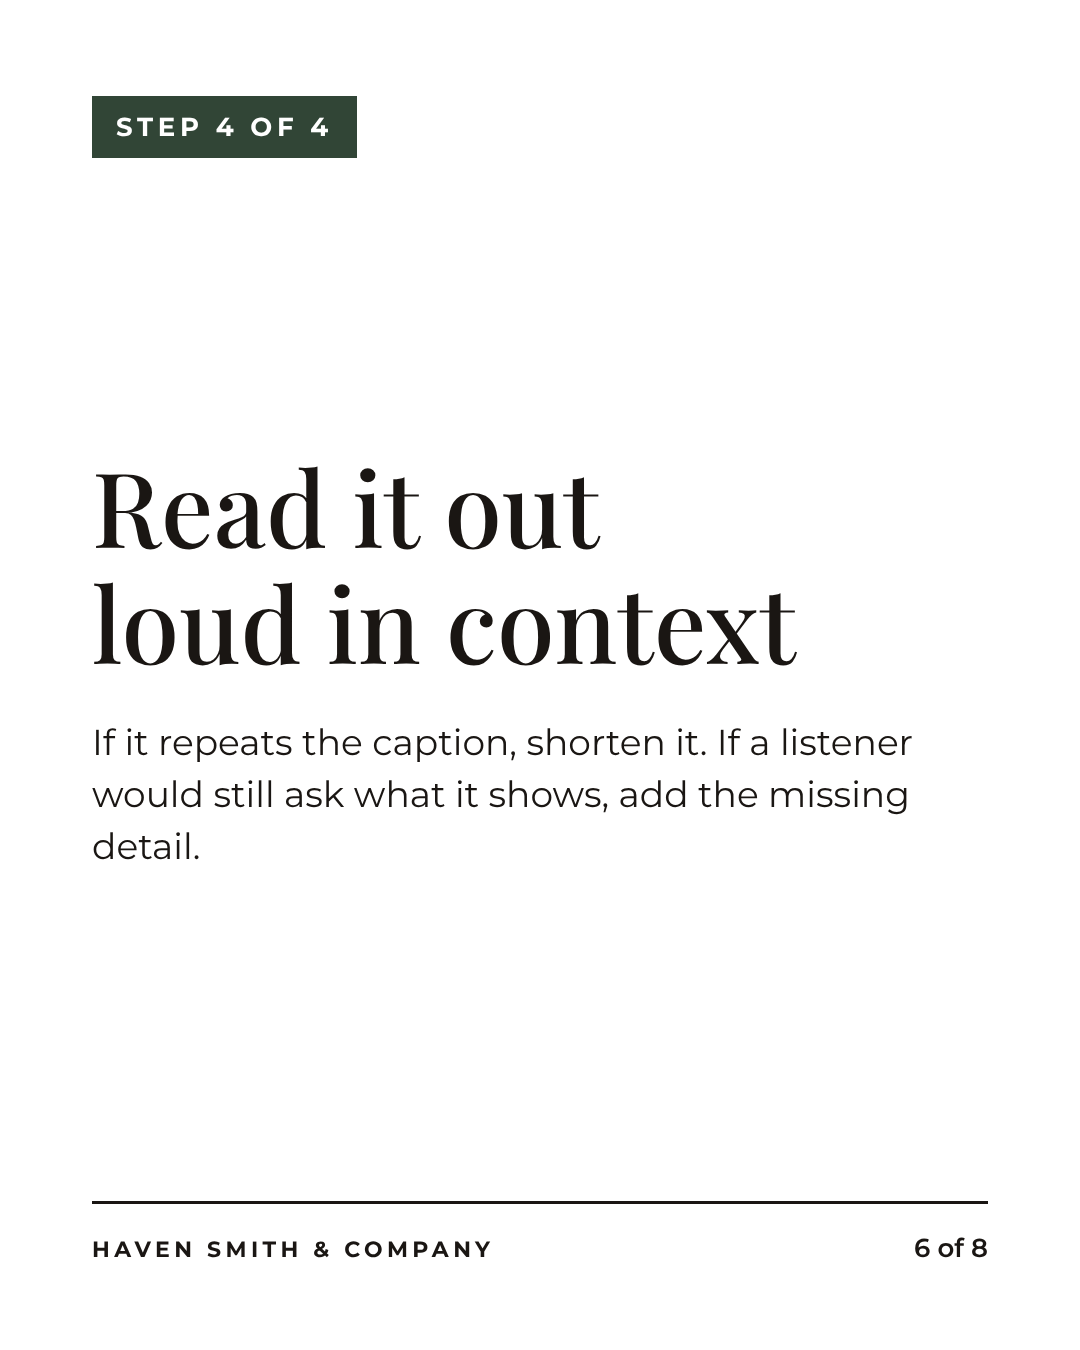 STEP 4 OF 4
Read it out
loud in context
If it repeats the caption, shorten it. If a listener
would still ask what it shows, add the missing
detail.
HAVEN SMITH & COMPANY
6 of 8